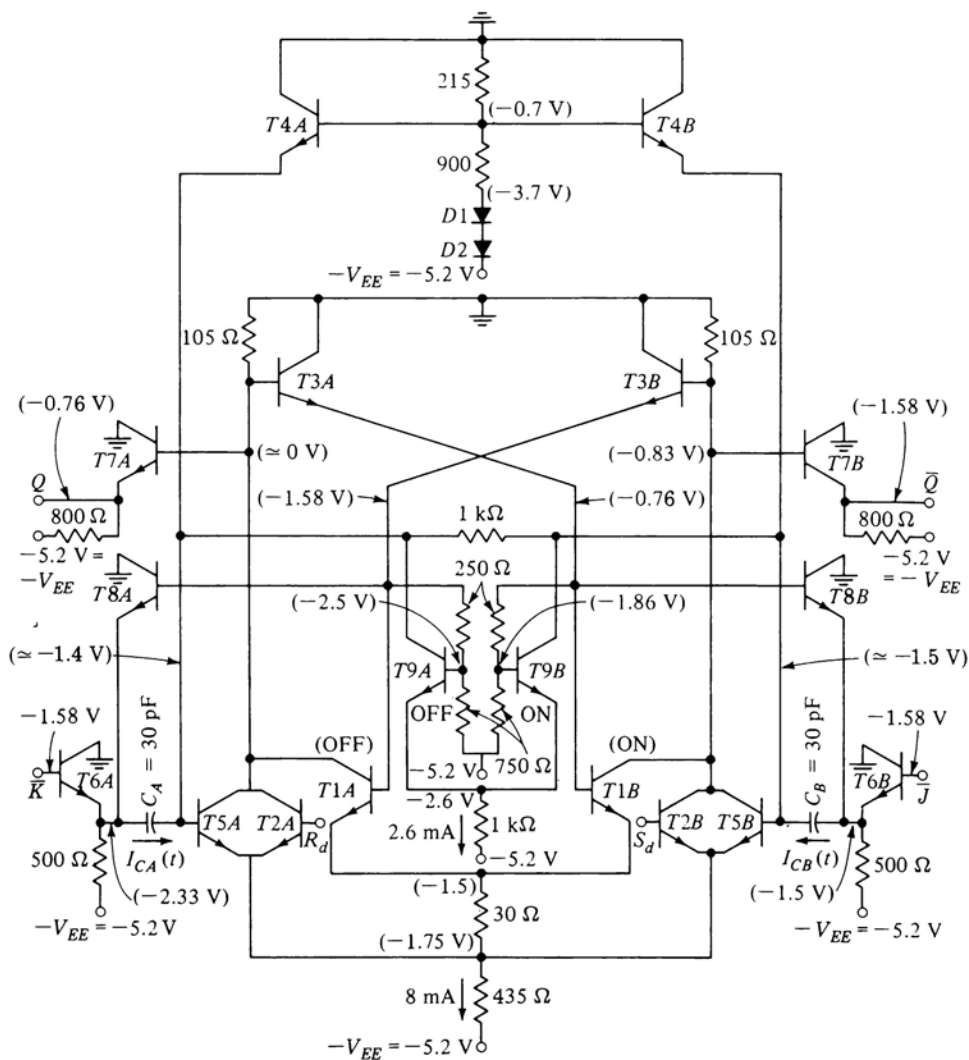 215
(−0.7 V)
T4A
T4B
900
(−3.7 V)
D1
D2
−V_EE = −5.2 V
105 Ω
105 Ω
T3A
T3B
(−0.76 V)
(−1.58 V)
T7A
(≃ 0 V)
(−0.83 V)
T7B
Q
Q̄
(−1.58 V)
(−0.76 V)
800 Ω
1 kΩ
800 Ω
−5.2 V =
−V_EE
−5.2 V
= − V_EE
T8A
250 Ω
T8B
(−2.5 V)
(−1.86 V)
(≃ −1.4 V)
T9A
T9B
(≃ −1.5 V)
OFF
ON
−1.58 V
C_A = 30 pF
(OFF)
(ON)
C_B = 30 pF
−1.58 V
K̄
T6A
−5.2 V
750 Ω
T6B
J̄
T1A
−2.6 V
T1B
T5A
T2A
R_d
2.6 mA
1 kΩ
S_d
T2B
T5B
500 Ω
I_CA(t)
−5.2 V
I_CB(t)
500 Ω
(−2.33 V)
(−1.5)
(−1.5 V)
30 Ω
−V_EE = −5.2 V
(−1.75 V)
− V_EE = −5.2 V
8 mA
435 Ω
−V_EE = −5.2 V